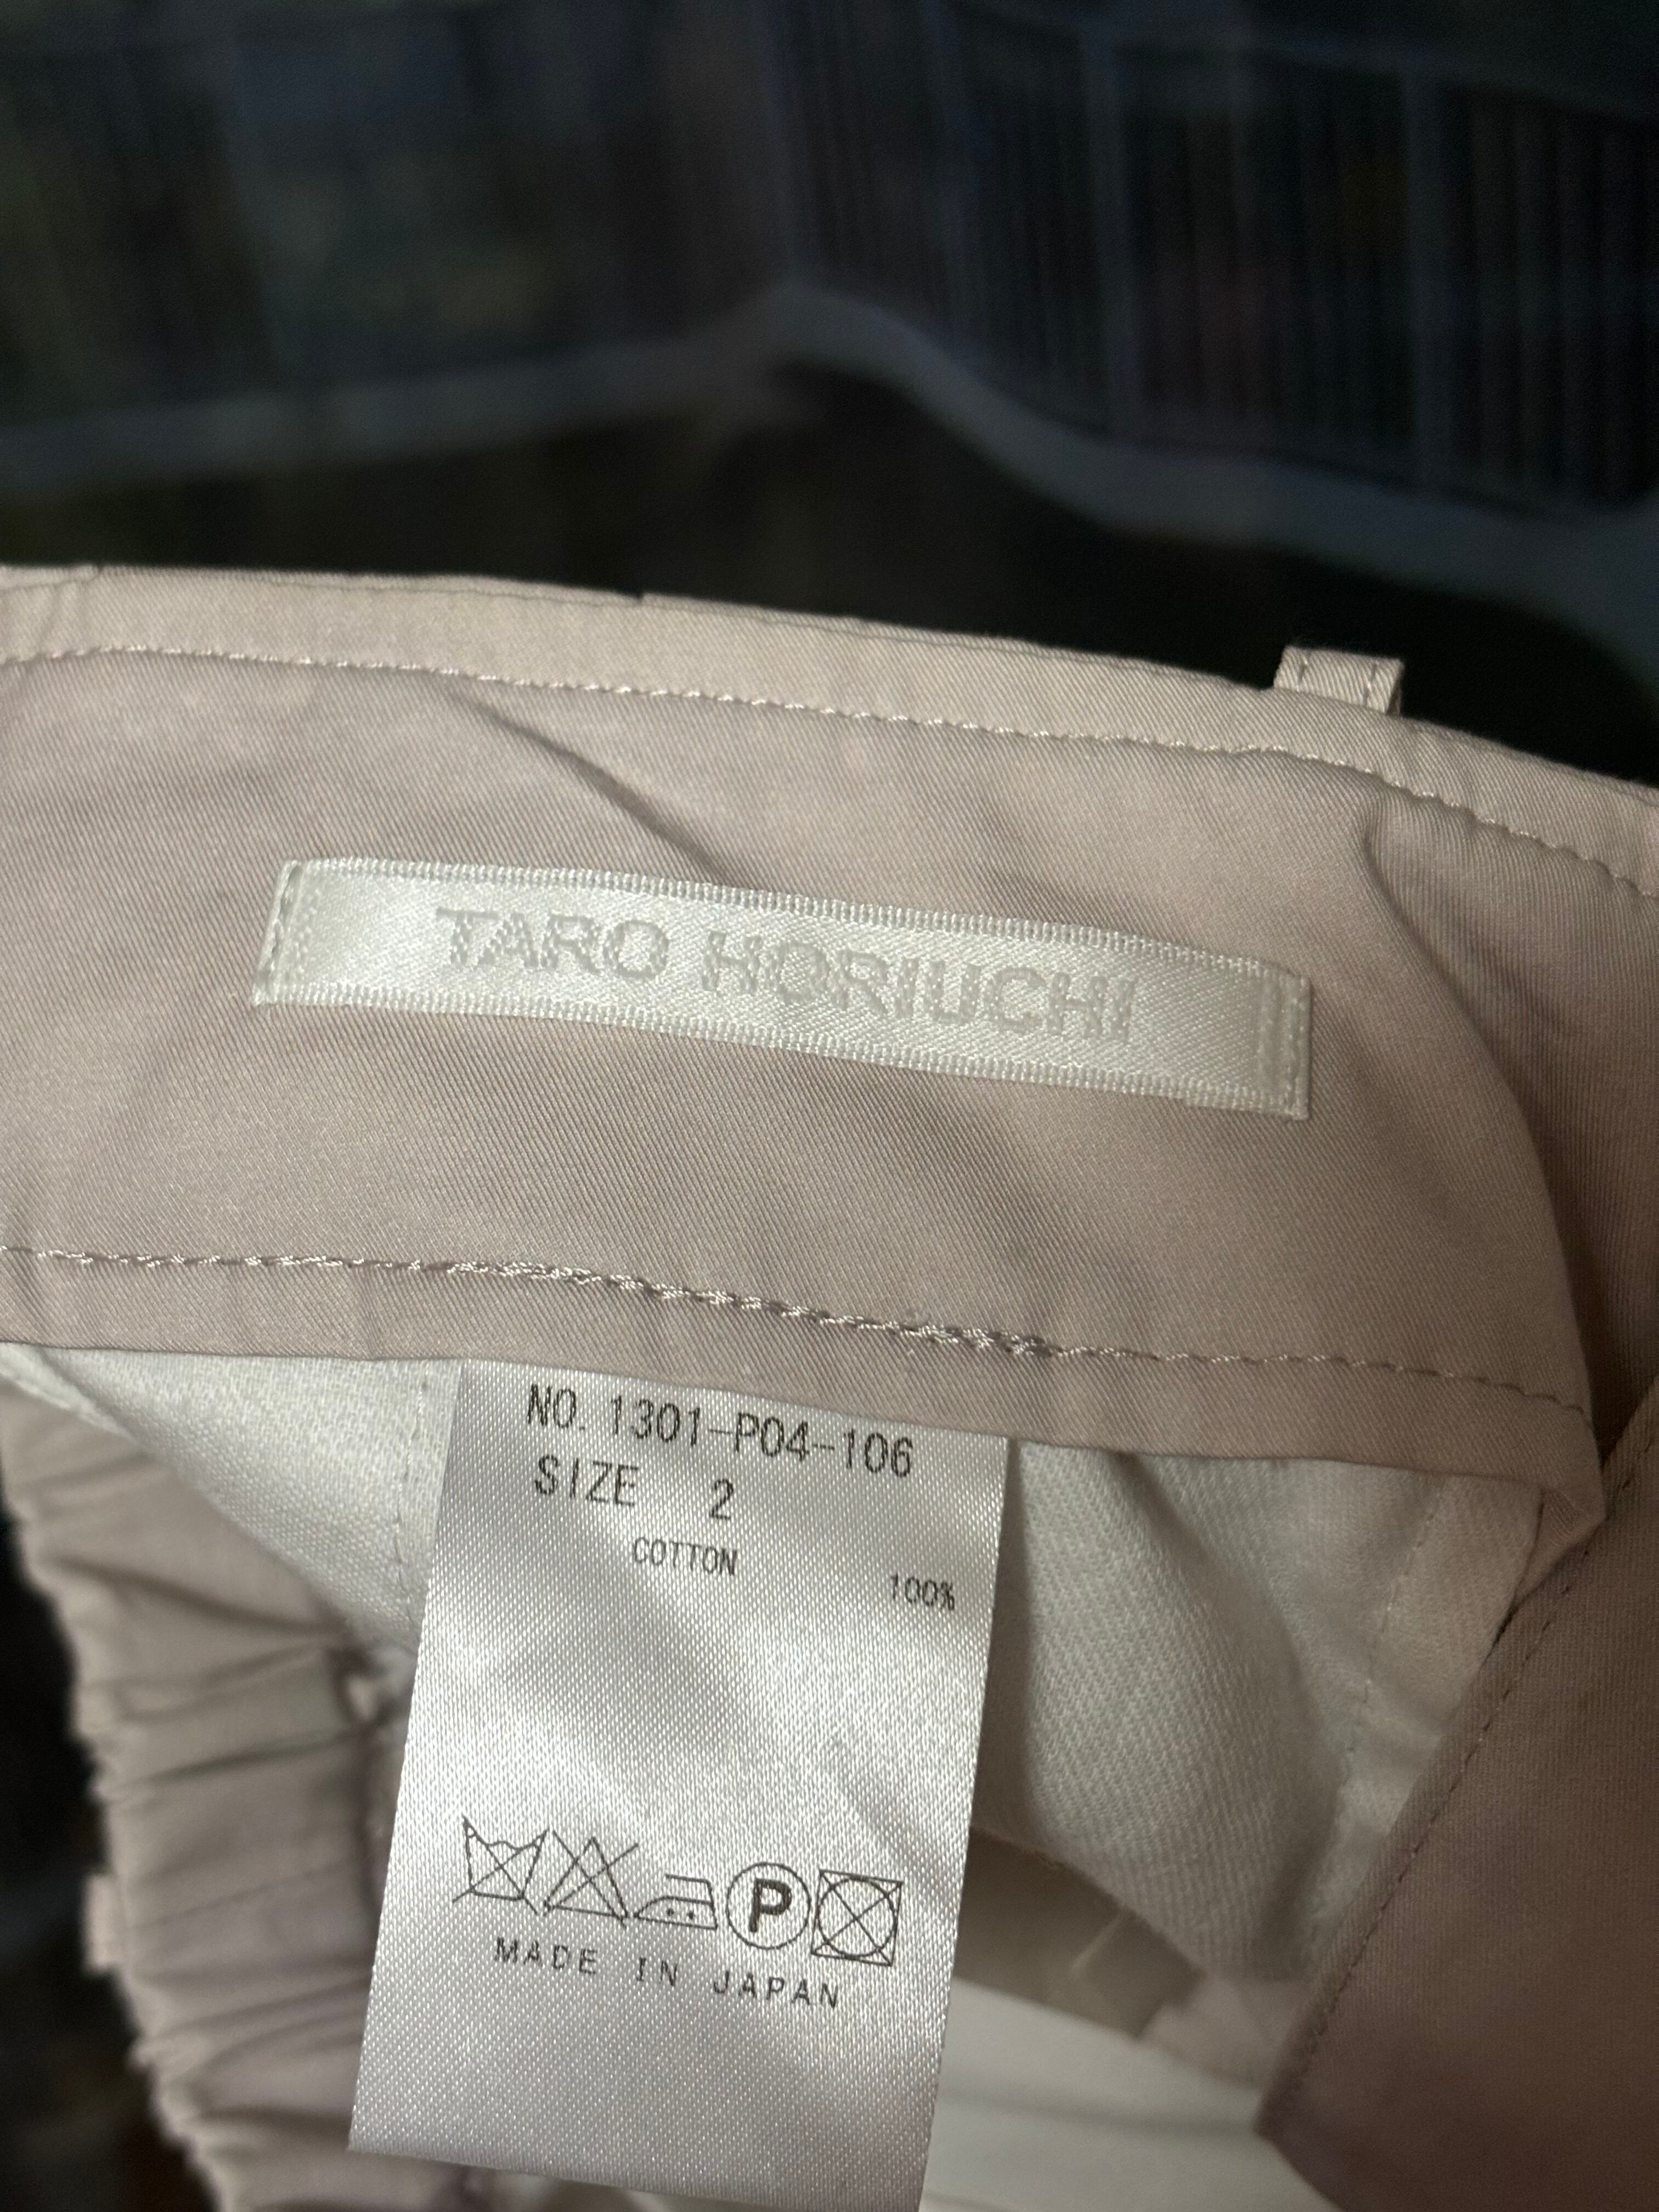 TARO HORIUCHI
NO. 1301-P04-106
SIZE 2
COTTON 100%
P
MADE IN JAPAN